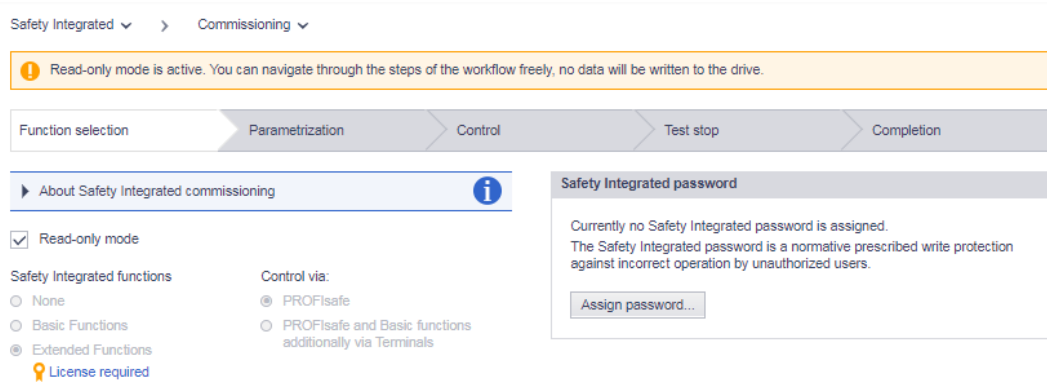 Safety Integrated > Commissioning
Read-only mode is active. You can navigate through the steps of the workflow freely, no data will be written to the drive.
Function selection Parametrization Control Test stop Completion
About Safety Integrated commissioning
Read-only mode
Safety Integrated functions
None
Basic Functions
Extended Functions
License required
Control via:
PROFIsafe
PROFIsafe and Basic functions
additionally via Terminals
Safety Integrated password
Currently no Safety Integrated password is assigned.
The Safety Integrated password is a normative prescribed write protection
against incorrect operation by unauthorized users.
Assign password...